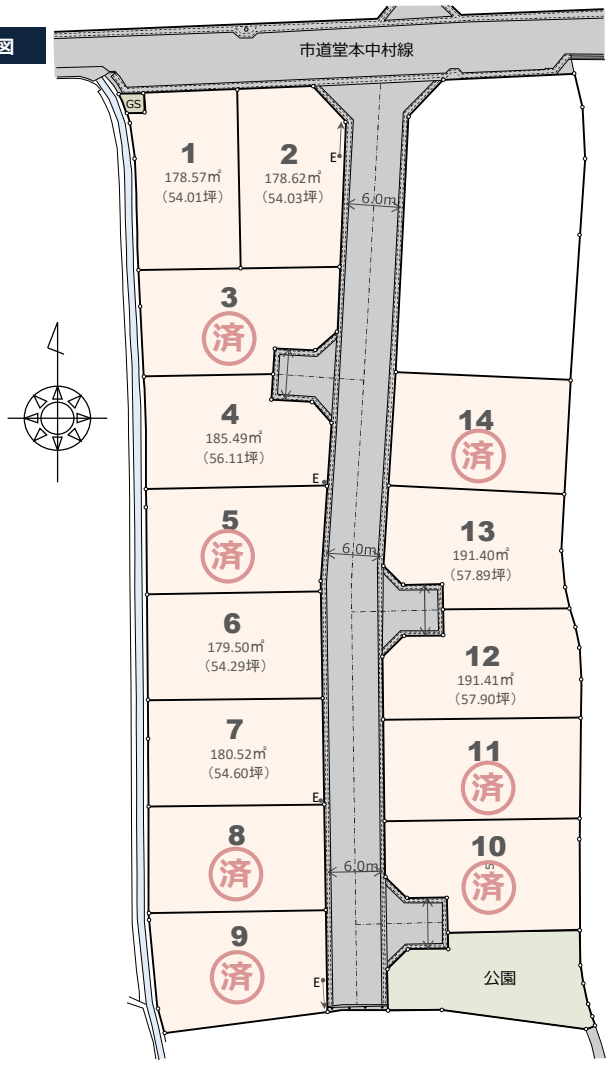 図
市道堂本中村線
GS
1
178.57㎡
（54.01坪）
2
178.62㎡
（54.03坪）
E
6.0m
3
済
4
185.49㎡
（56.11坪）
E
14
済
5
済
6.0m
13
191.40㎡
（57.89坪）
6
179.50㎡
（54.29坪）
12
191.41㎡
（57.90坪）
7
180.52㎡
（54.60坪）
E
11
済
8
済
6.0m
10
済
9
済
E
公園